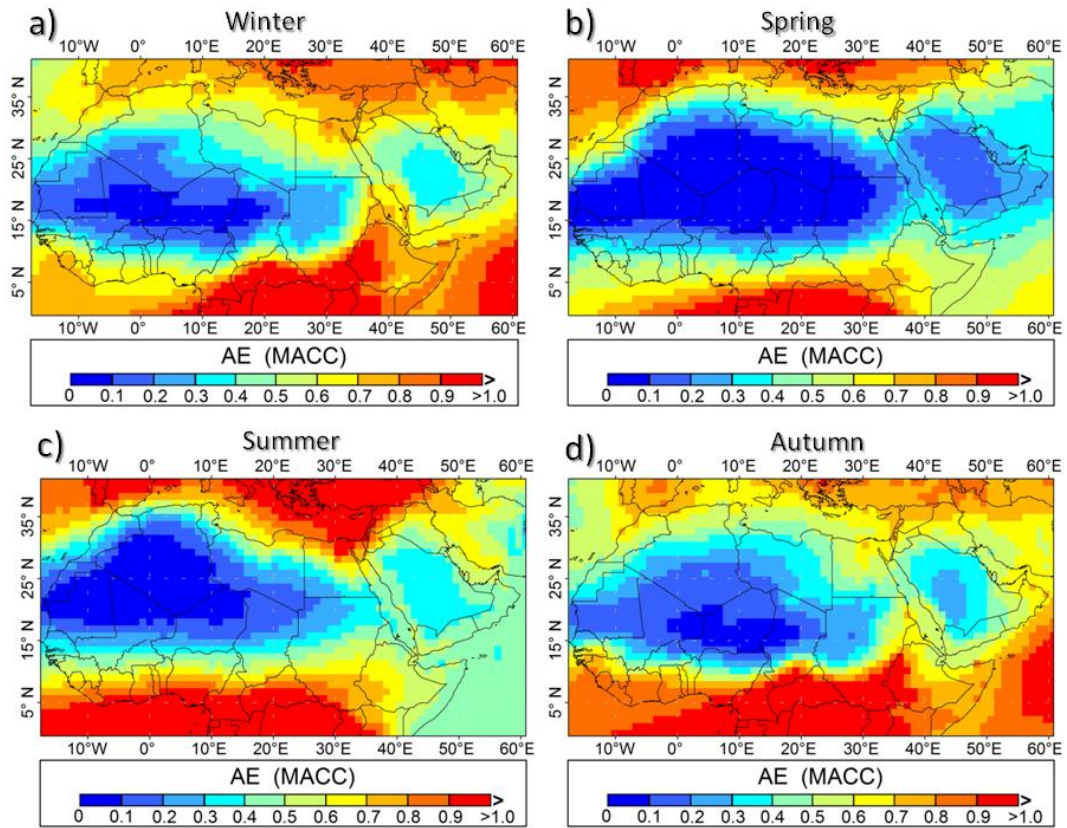 a) Winter
10°W 0° 10°E 20°E 30°E 40°E 50°E 60°E
35° N
25° N
15°N
5°N
10°W 0° 10°E 20°E 30°E 40°E 50°E 60°E
AE (MACC)
>
0 0.1 0.2 0.3 0.4 0.5 0.6 0.7 0.8 0.9 >1.0
b) Spring
10°W 0° 10°E 20°E 30°E 40°E 50°E 60°E
35° N
25° N
15°N
5°N
10°W 0° 10°E 20°E 30°E 40°E 50°E 60°E
AE (MACC)
>
0 0.1 0.2 0.3 0.4 0.5 0.6 0.7 0.8 0.9 >1.0
c) Summer
10°W 0° 10°E 20°E 30°E 40°E 50°E 60°E
35° N
25° N
15°N
5°N
10°W 0° 10°E 20°E 30°E 40°E 50°E 60°E
AE (MACC)
>
0 0.1 0.2 0.3 0.4 0.5 0.6 0.7 0.8 0.9 >1.0
d) Autumn
10°W 0° 10°E 20°E 30°E 40°E 50°E 60°E
35° N
25° N
15°N
5°N
10°W 0° 10°E 20°E 30°E 40°E 50°E 60°E
AE (MACC)
>
0 0.1 0.2 0.3 0.4 0.5 0.6 0.7 0.8 0.9 >1.0